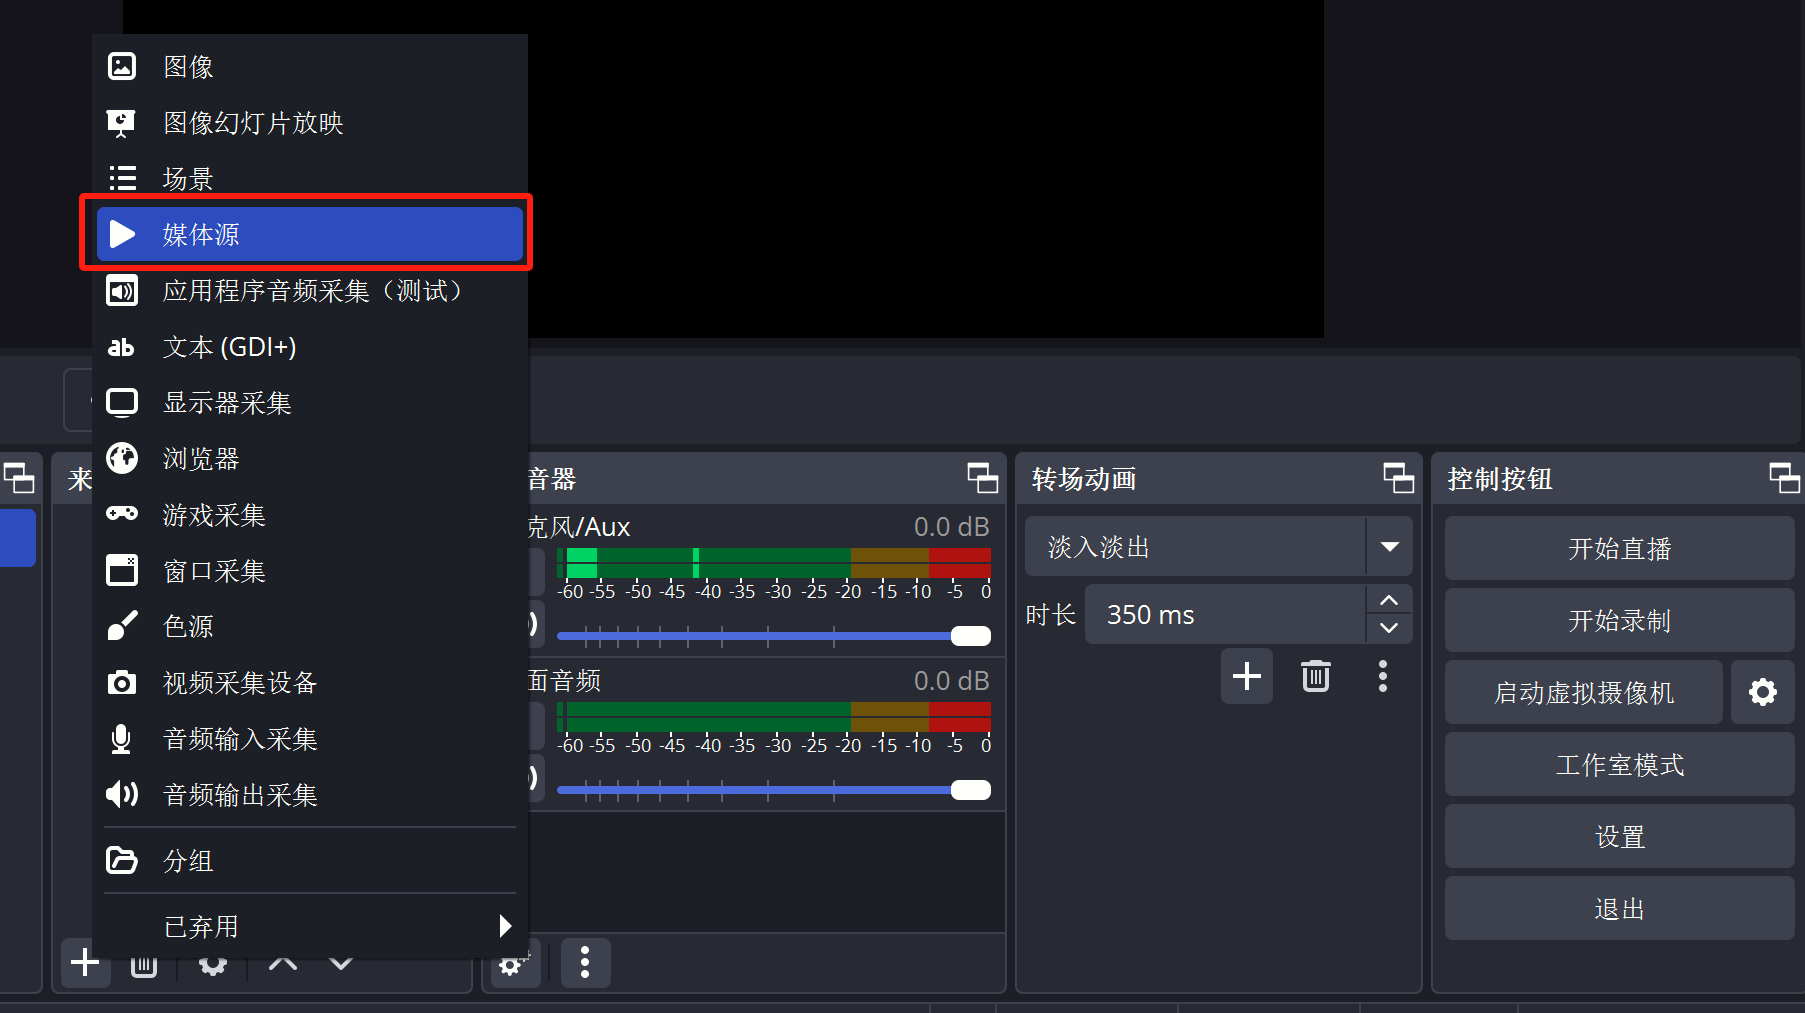 图像
图像幻灯片放映
场景
媒体源
应用程序音频采集（测试）
文本 (GDI+)
显示器采集
浏览器
游戏采集
窗口采集
色源
视频采集设备
音频输入采集
音频输出采集
分组
已弃用
来
音器
克风/Aux
0.0 dB
-60 -55 -50 -45 -40 -35 -30 -25 -20 -15 -10 -5 0
面音频
0.0 dB
-60 -55 -50 -45 -40 -35 -30 -25 -20 -15 -10 -5 0
转场动画
淡入淡出
时长 350 ms
控制按钮
开始直播
开始录制
启动虚拟摄像机
工作室模式
设置
退出